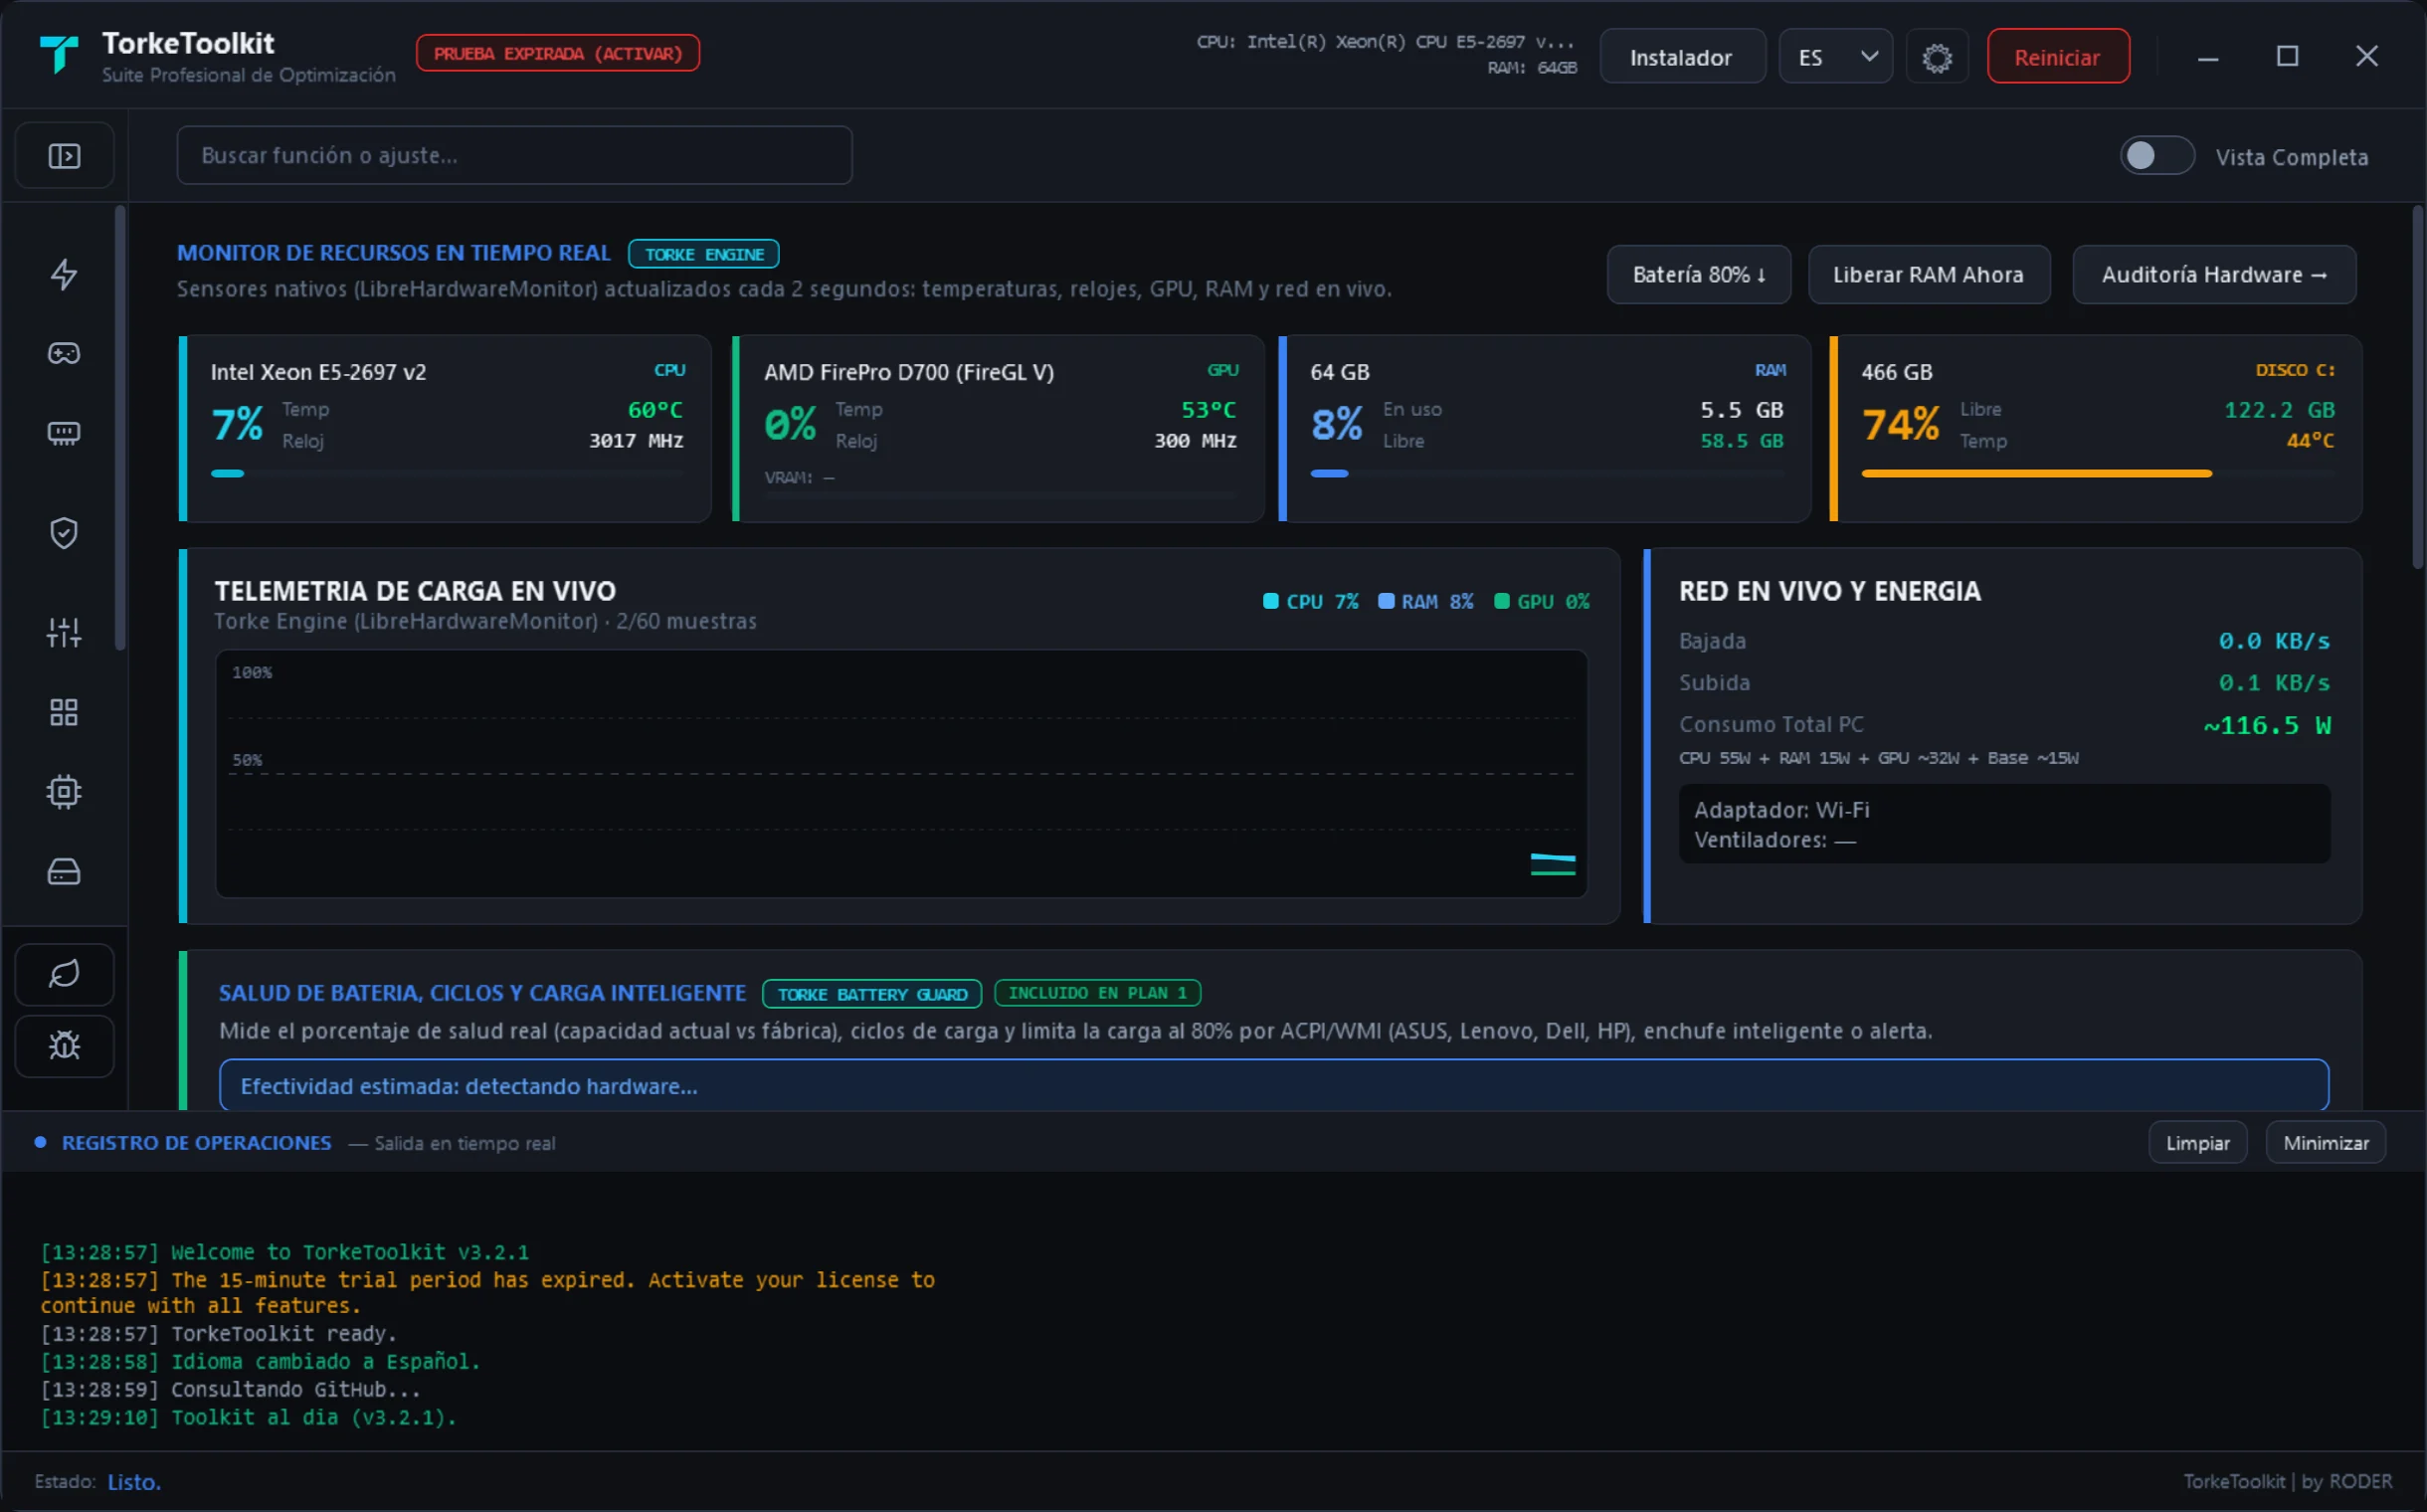 TorkeToolkit
Suite Profesional de Optimización
PRUEBA EXPIRADA (ACTIVAR)
CPU: Intel(R) Xeon(R) CPU E5-2697 v...
RAM: 64GB
Instalador
ES
Reiniciar
Buscar función o ajuste...
Vista Completa
MONITOR DE RECURSOS EN TIEMPO REAL TORKE ENGINE
Sensores nativos (LibreHardwareMonitor) actualizados cada 2 segundos: temperaturas, relojes, GPU, RAM y red en vivo.
Batería 80% ↓
Liberar RAM Ahora
Auditoría Hardware →
Intel Xeon E5-2697 v2 CPU
7% Temp 60°C
Reloj 3017 MHz
AMD FirePro D700 (FireGL V) GPU
0% Temp 53°C
Reloj 300 MHz
VRAM: —
64 GB RAM
8% En uso 5.5 GB
Libre 58.5 GB
466 GB DISCO C:
74% Libre 122.2 GB
Temp 44°C
TELEMETRIA DE CARGA EN VIVO
Torke Engine (LibreHardwareMonitor) · 2/60 muestras
CPU 7% RAM 8% GPU 0%
100%
50%
RED EN VIVO Y ENERGIA
Bajada 0.0 KB/s
Subida 0.1 KB/s
Consumo Total PC ~116.5 W
CPU 55W + RAM 15W + GPU ~32W + Base ~15W
Adaptador: Wi-Fi
Ventiladores: —
SALUD DE BATERIA, CICLOS Y CARGA INTELIGENTE TORKE BATTERY GUARD INCLUIDO EN PLAN 1
Mide el porcentaje de salud real (capacidad actual vs fábrica), ciclos de carga y limita la carga al 80% por ACPI/WMI (ASUS, Lenovo, Dell, HP), enchufe inteligente o alerta.
Efectividad estimada: detectando hardware...
REGISTRO DE OPERACIONES — Salida en tiempo real
Limpiar
Minimizar
[13:28:57] Welcome to TorkeToolkit v3.2.1
[13:28:57] The 15-minute trial period has expired. Activate your license to
continue with all features.
[13:28:57] TorkeToolkit ready.
[13:28:58] Idioma cambiado a Español.
[13:28:59] Consultando GitHub...
[13:29:10] Toolkit al dia (v3.2.1).
Estado: Listo.
TorkeToolkit | by RODER